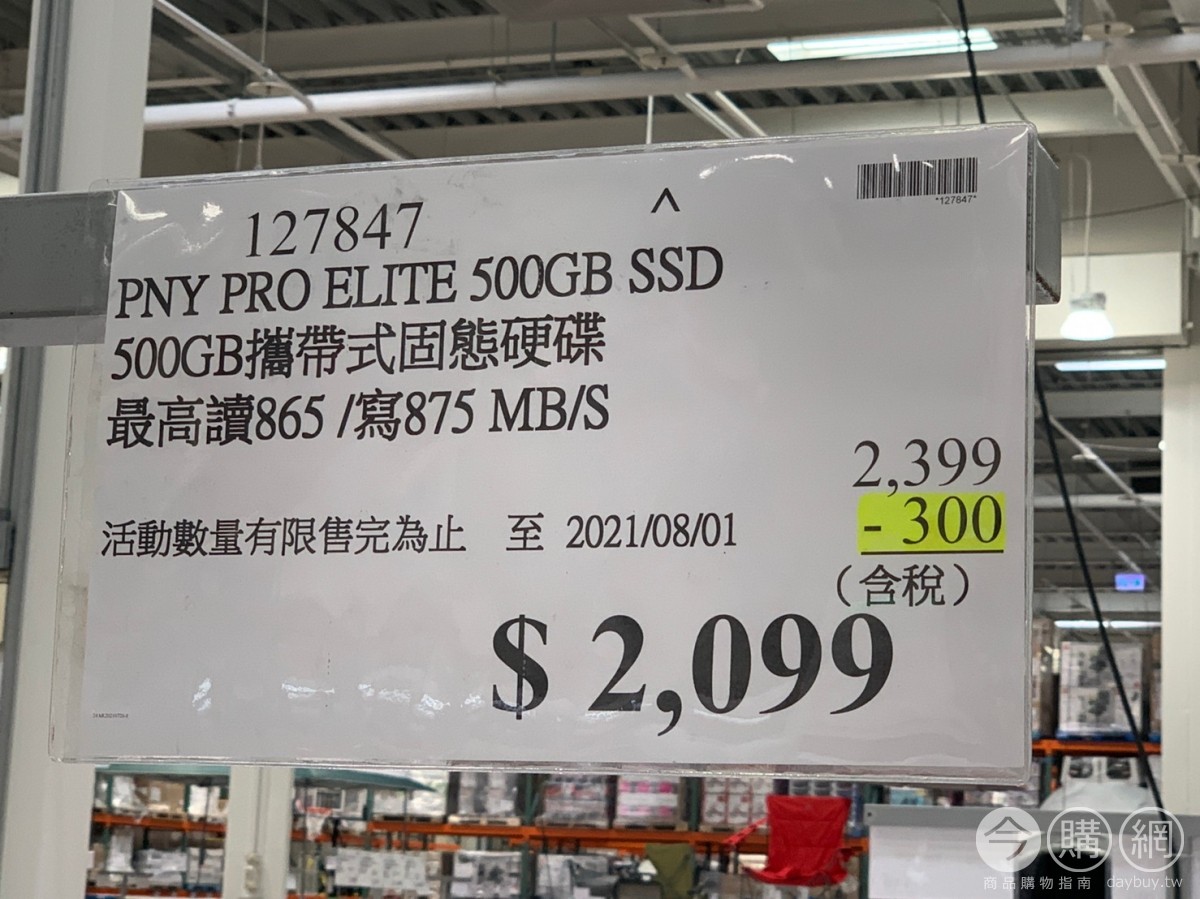 *127847*
127847
^
PNY PRO ELITE 500GB SSD
500GB攜帶式固態硬碟
最高讀865 /寫875 MB/S
2,399
- 300
活動數量有限售完為止 至 2021/08/01
(含稅)
$ 2,099
今購網
商品購物指南 daybuy.tw